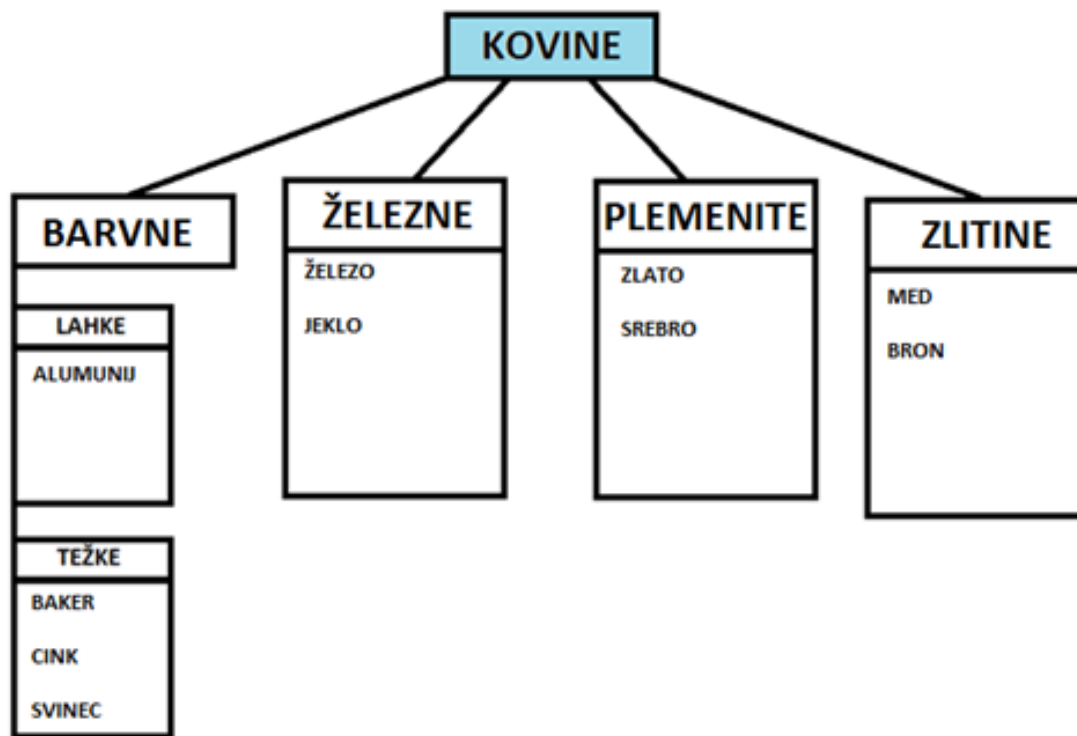 KOVINE
BARVNE
LAHKE
ALUMUNIJ
TEŽKE
BAKER
CINK
SVINEC
ŽELEZNE
ŽELEZO
JEKLO
PLEMENITE
ZLATO
SREBRO
ZLITINE
MED
BRON